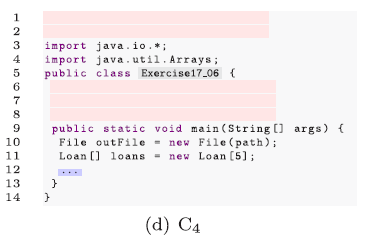 1
2
3 import java.io.*;
4 import java.util.Arrays;
5 public class Exercise17_06 {
6
7
8
9 public static void main(String[] args) {
10 File outFile = new File(path);
11 Loan[] loans = new Loan[5];
12 ...
13 }
14 }
(d) C4